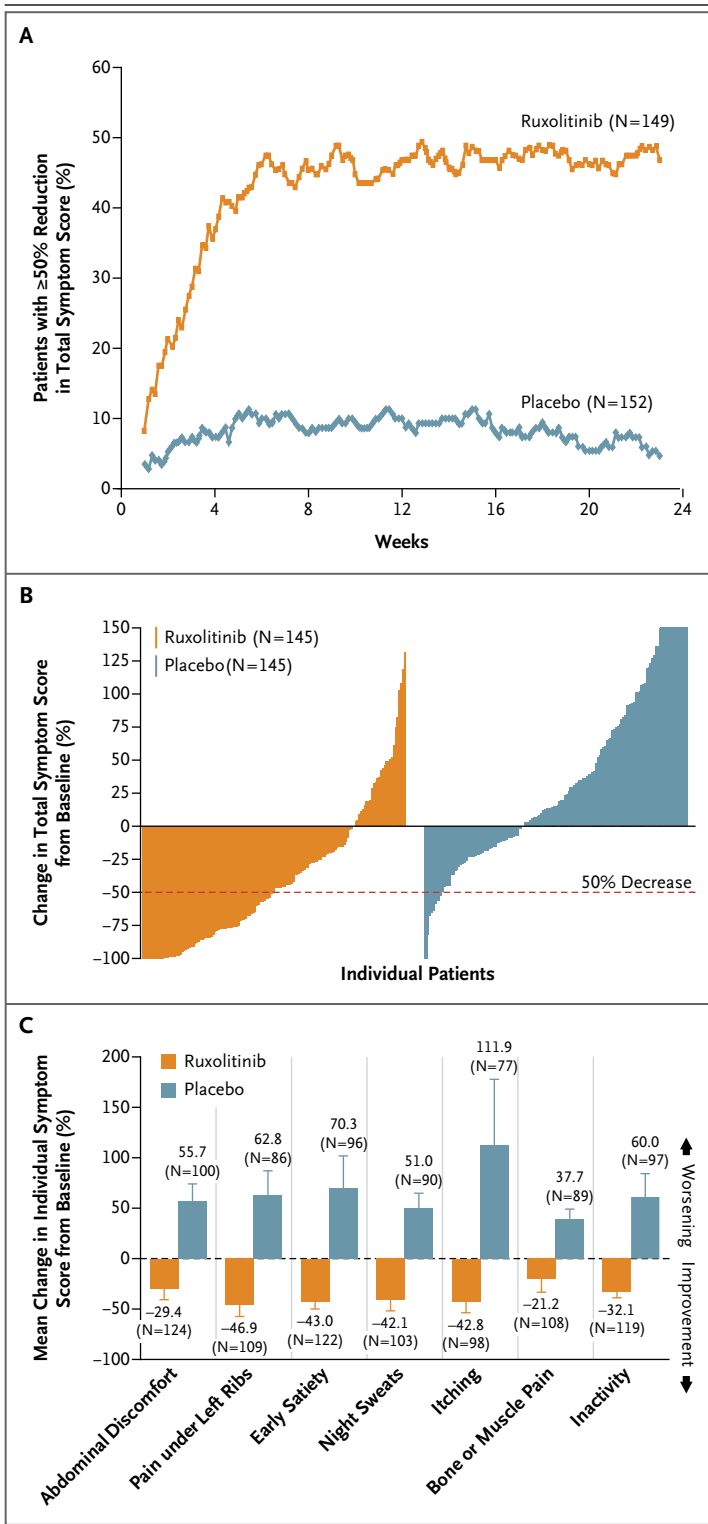 A
Patients with ≥50% Reduction
in Total Symptom Score (%)
60
50
40
30
20
10
0
Ruxolitinib (N=149)
Placebo (N=152)
0 4 8 12 16 20 24
Weeks
B
Change in Total Symptom Score
from Baseline (%)
150
125
100
75
50
25
0
−25
−50
−75
−100
Ruxolitinib (N=145)
Placebo(N=145)
50% Decrease
Individual Patients
C
Mean Change in Individual Symptom
Score from Baseline (%)
200
150
100
50
0
−50
−100
Ruxolitinib
Placebo
55.7
(N=100)
62.8
(N=86)
70.3
(N=96)
51.0
(N=90)
111.9
(N=77)
37.7
(N=89)
60.0
(N=97)
−29.4
(N=124)
−46.9
(N=109)
−43.0
(N=122)
−42.1
(N=103)
−42.8
(N=98)
−21.2
(N=108)
−32.1
(N=119)
Worsening
Improvement
Abdominal Discomfort
Pain under Left Ribs
Early Satiety
Night Sweats
Itching
Bone or Muscle Pain
Inactivity